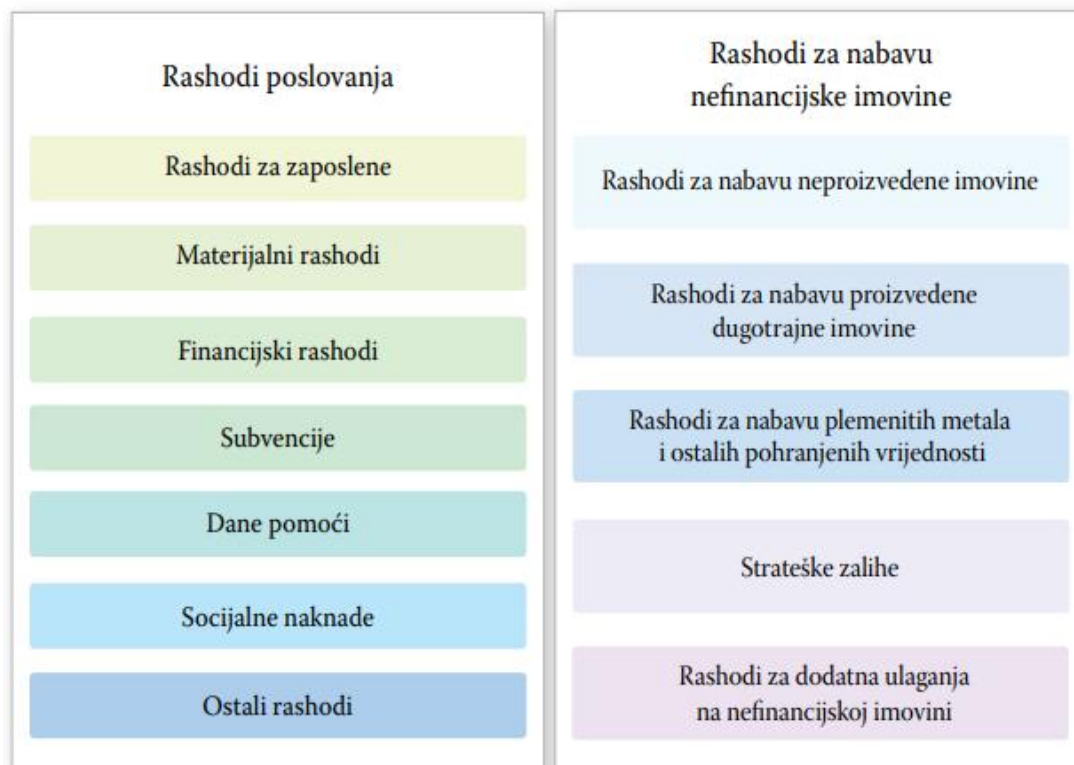 Rashodi poslovanja
Rashodi za zaposlene
Materijalni rashodi
Financijski rashodi
Subvencije
Dane pomoći
Socijalne naknade
Ostali rashodi
Rashodi za nabavu
nefinancijske imovine
Rashodi za nabavu neproizvedene imovine
Rashodi za nabavu proizvedene
dugotrajne imovine
Rashodi za nabavu plemenitih metala
i ostalih pohranjenih vrijednosti
Strateške zalihe
Rashodi za dodatna ulaganja
na nefinancijskoj imovini